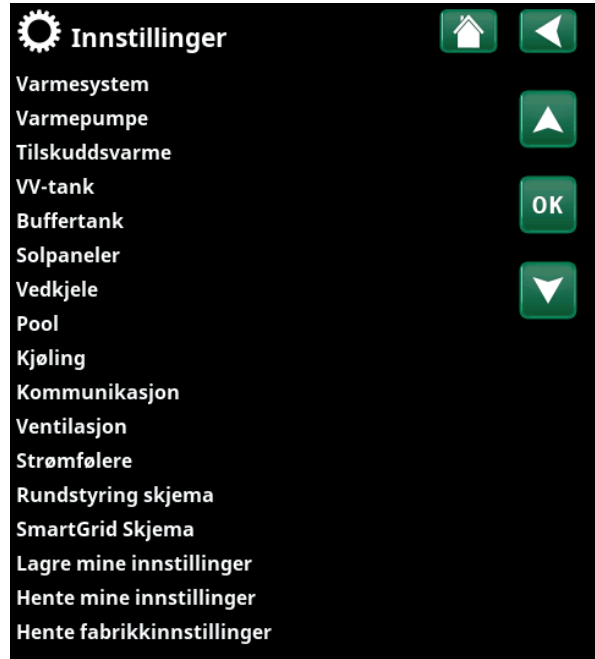 Innstillinger
Varmesystem
Varmepumpe
Tilskuddsvarme
VV-tank
OK
Buffertank
Solpaneler
Vedkjele
Pool
Kjøling
Kommunikasjon
Ventilasjon
Strømfølere
Rundstyring skjema
SmartGrid Skjema
Lagre mine innstillinger
Hente mine innstillinger
Hente fabrikkinnstillinger